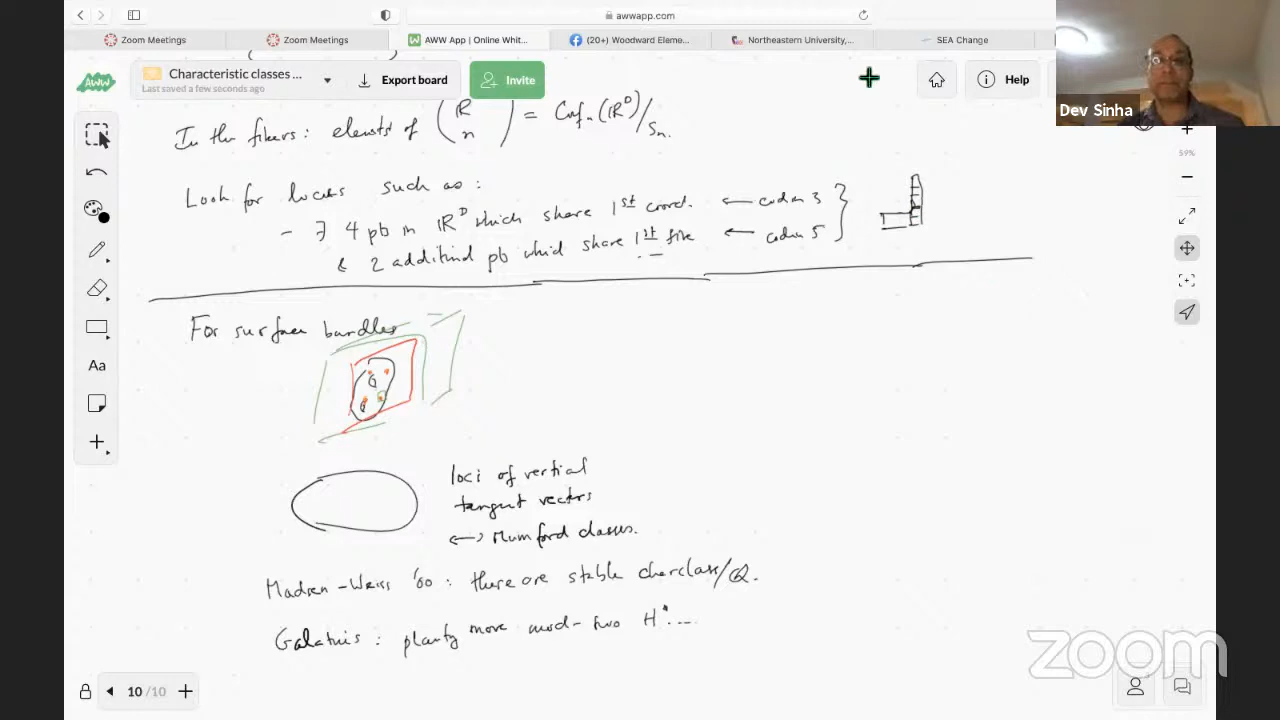 awwapp.com
Zoom Meetings
Zoom Meetings
AWW App | Online Whit...
(20+) Woodward Eleme...
Northeastern University,...
SEA Change
AWW
Characteristic classes ...
Last saved a few seconds ago
Export board
Invite
Help
Dev Sinha
59%
Aa
In the fibers: elements of (R n) = Conf_n(R^D)/S_n.
Look for locus such as:
- ∃ 4 pts in R^D which share 1st coord. ← codim 3
& 2 additional pts which share 1st ← codim 5
For surface bundles
loci of vertical
tangent vectors
↔ Mumford classes.
Madsen-Weiss '00: there are stable char class/Q.
Galatius: plenty more mod-two H*...
10/10
zoom